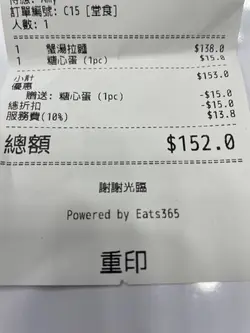 訂單編號: C15 [堂食]
人數: 1
1 蟹湯拉麵 $138.0
1 糖心蛋 (1pc) $15.0
小計 $153.0
優惠
贈送: 糖心蛋 (1pc) -$15.0
總折扣 -$15.0
服務費(10%) $13.8
總額 $152.0
謝謝光臨
Powered by Eats365
重印